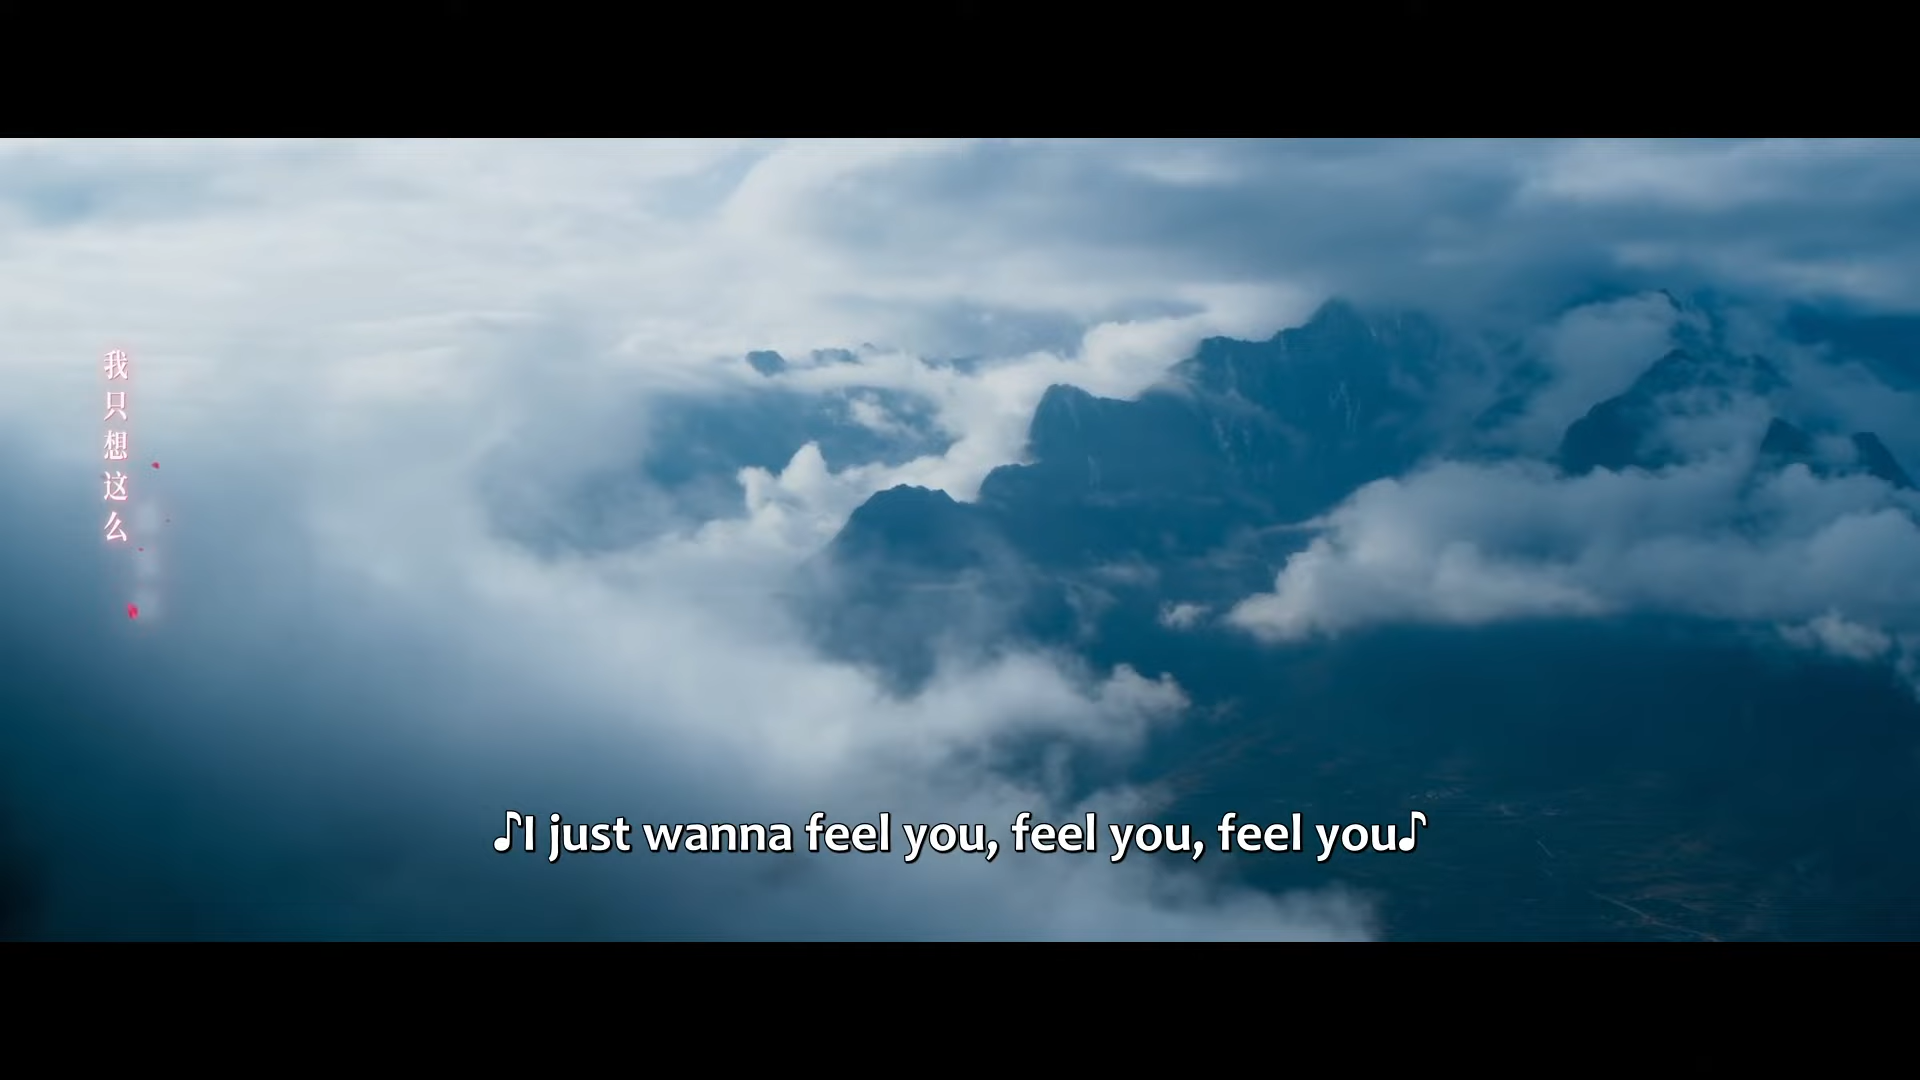 我只想这么
♪I just wanna feel you, feel you, feel you♪